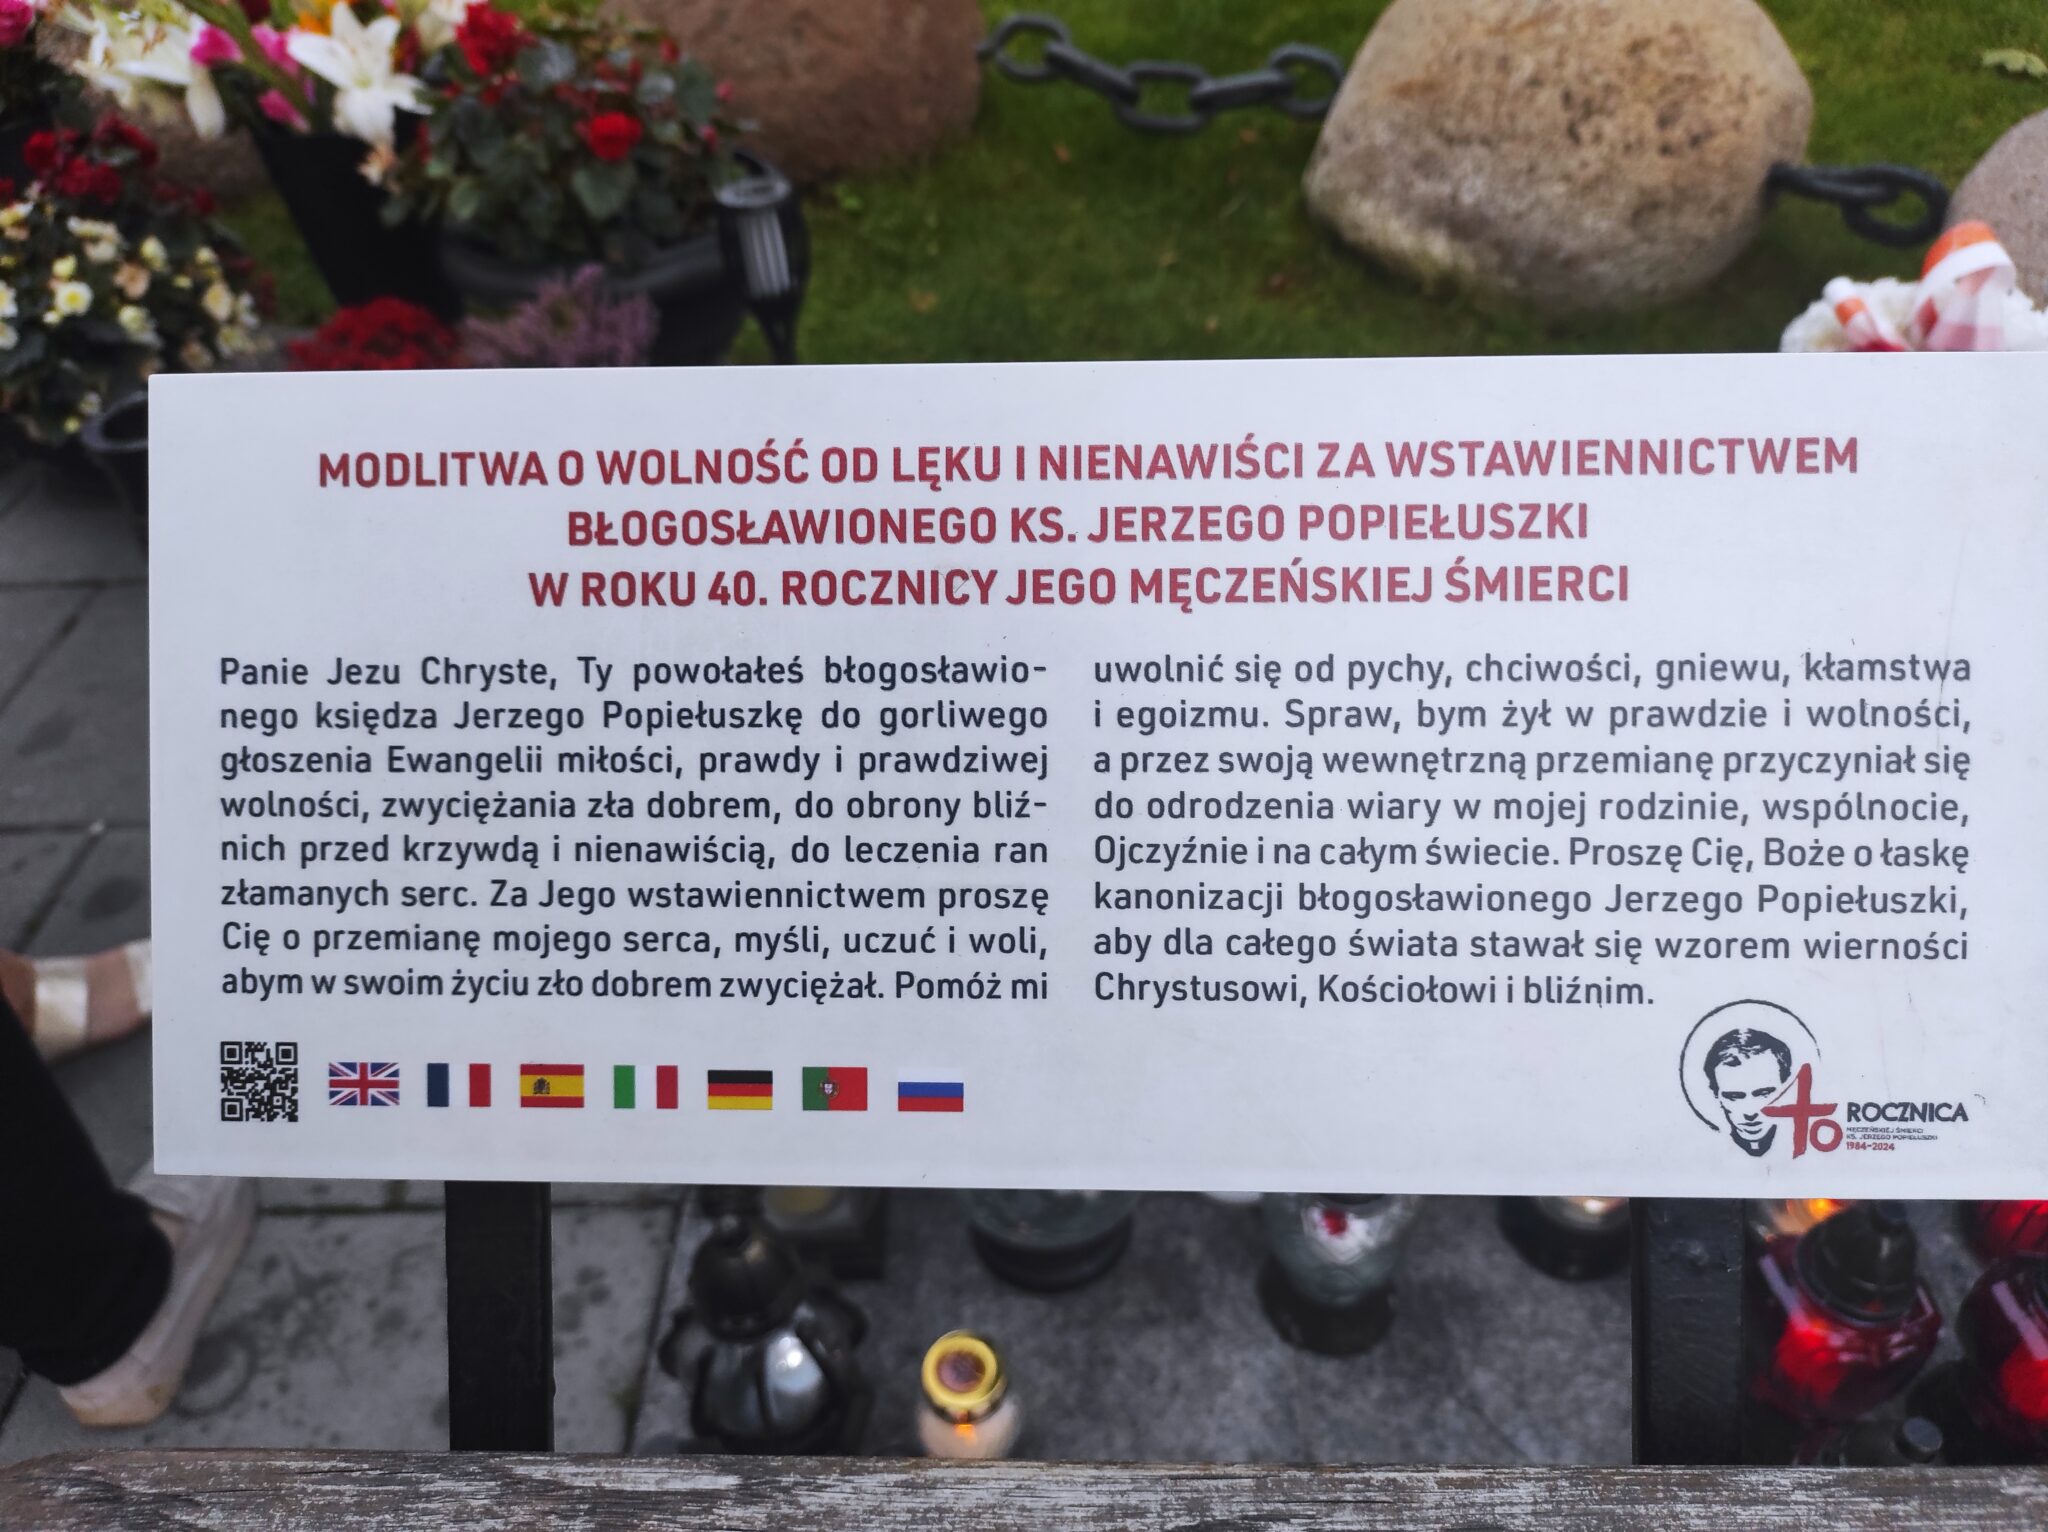 MODLITWA O WOLNOŚĆ OD LĘKU I NIENAWIŚCI ZA WSTAWIENNICTWEM
BŁOGOSŁAWIONEGO KS. JERZEGO POPIEŁUSZKI
W ROKU 40. ROCZNICY JEGO MĘCZEŃSKIEJ ŚMIERCI
Panie Jezu Chryste, Ty powołałeś błogosławio-
nego księdza Jerzego Popiełuszkę do gorliwego
głoszenia Ewangelii miłości, prawdy i prawdziwej
wolności, zwyciężania zła dobrem, do obrony bliź-
nich przed krzywdą i nienawiścią, do leczenia ran
złamanych serc. Za Jego wstawiennictwem proszę
Cię o przemianę mojego serca, myśli, uczuć i woli,
abym w swoim życiu zło dobrem zwyciężał. Pomóż mi
uwolnić się od pychy, chciwości, gniewu, kłamstwa
i egoizmu. Spraw, bym żył w prawdzie i wolności,
a przez swoją wewnętrzną przemianę przyczyniał się
do odrodzenia wiary w mojej rodzinie, wspólnocie,
Ojczyźnie i na całym świecie. Proszę Cię, Boże o łaskę
kanonizacji błogosławionego Jerzego Popiełuszki,
aby dla całego świata stawał się wzorem wierności
Chrystusowi, Kościołowi i bliźnim.
40 ROCZNICA
MĘCZEŃSKIEJ ŚMIERCI
KS. JERZEGO POPIEŁUSZKI
1984-2024